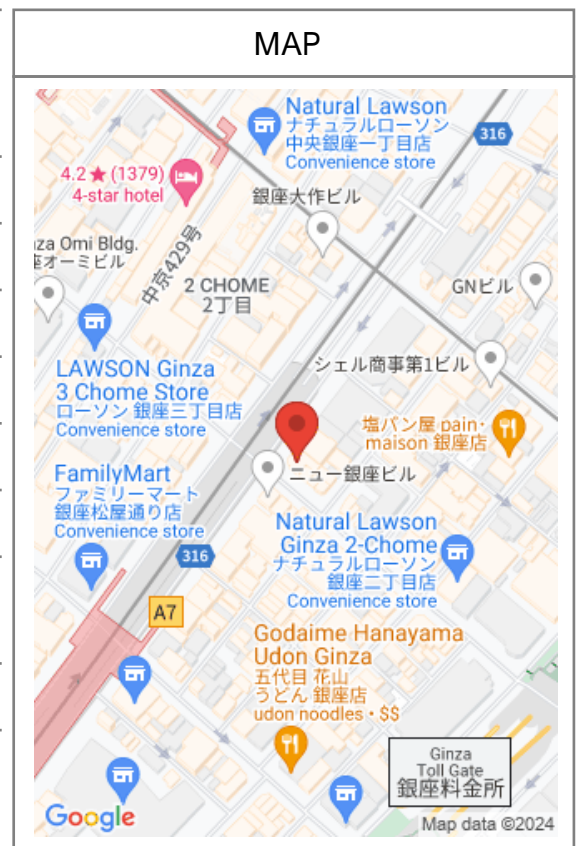 MAP
Natural Lawson
ナチュラルローソン
中央銀座一丁目店
Convenience store
316
4.2★(1379)
4-star hotel
銀座大作ビル
za Omi Bldg.
座オーミビル
中京429号
2 CHOME
2丁目
GNビル
シェル商事第1ビル
LAWSON Ginza
3 Chome Store
ローソン 銀座三丁目店
Convenience store
塩パン屋 pain・
maison 銀座店
ニュー銀座ビル
FamilyMart
ファミリーマート
銀座松屋通り店
Convenience store
Natural Lawson
Ginza 2-Chome
ナチュラルローソン
銀座二丁目店
Convenience store
316
A7
Godaime Hanayama
Udon Ginza
五代目 花山
うどん 銀座店
udon noodles・$$
Ginza
Toll Gate
銀座料金所
Google
Map data ©2024